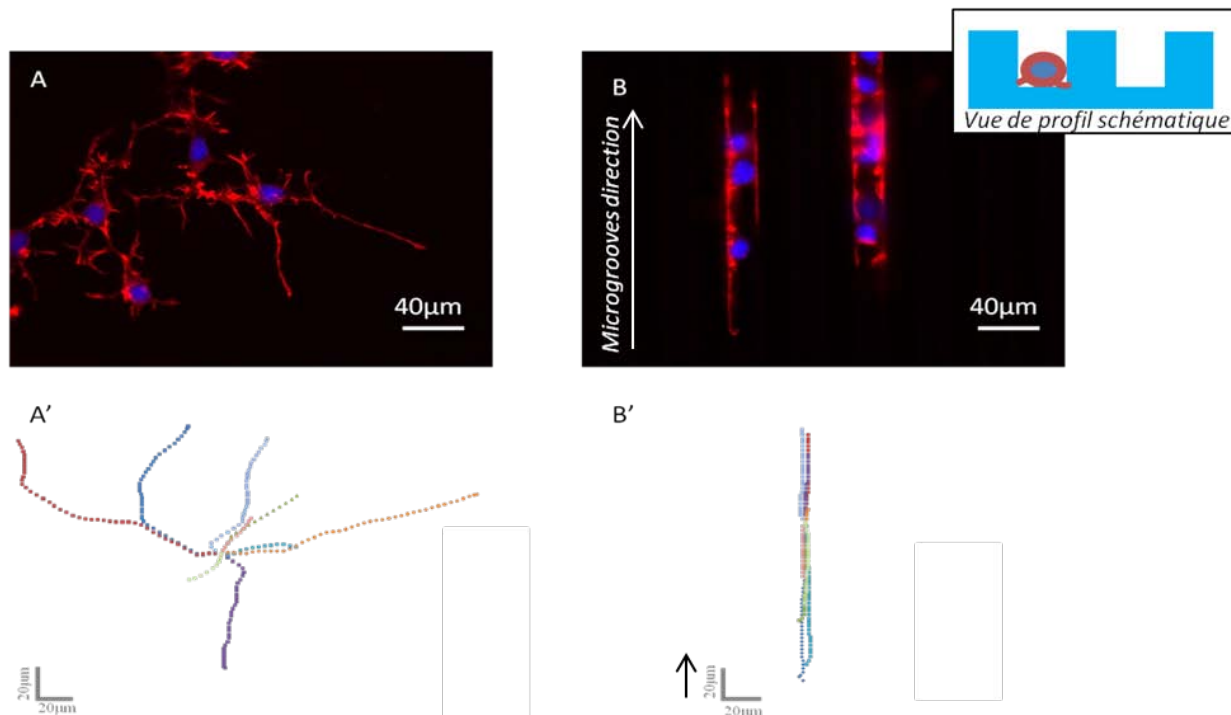 A
40µm
B
Microgrooves direction
40µm
Vue de profil schématique
A’
20µm
20µm
B’
20µm
20µm